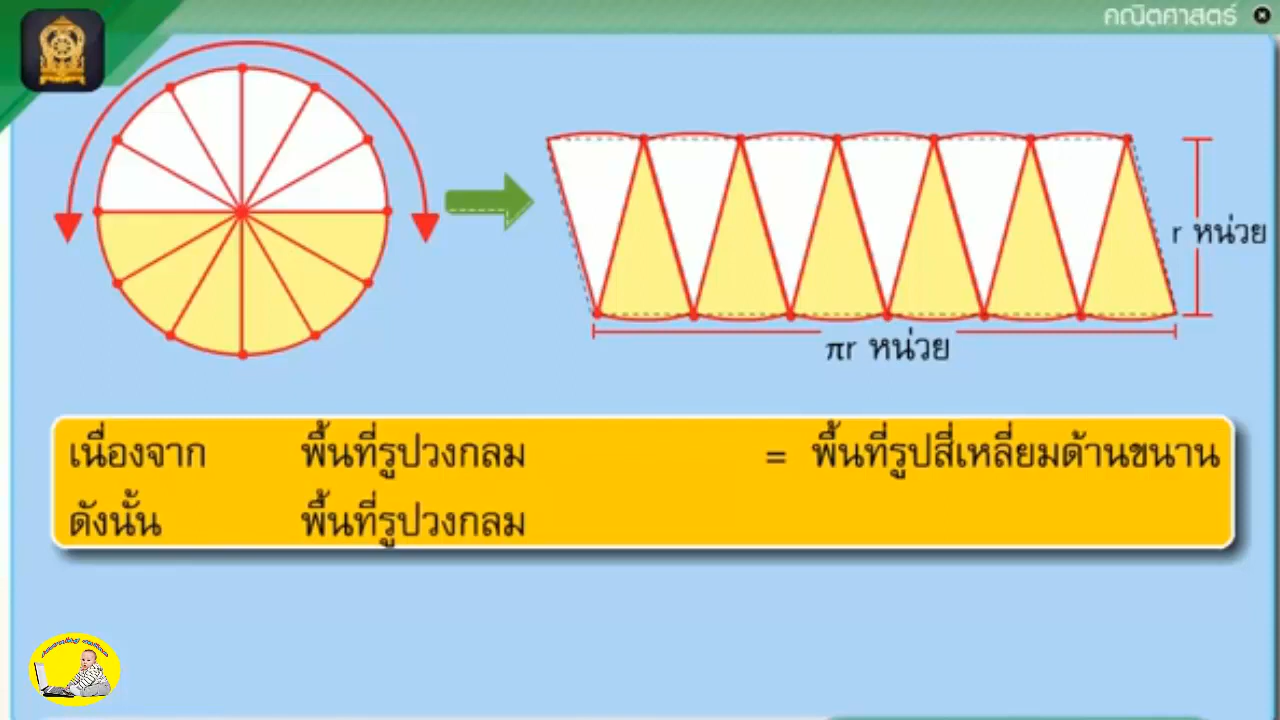 คณิตศาสตร์
r หน่วย
πr หน่วย
เนื่องจาก พื้นที่รูปวงกลม = พื้นที่รูปสี่เหลี่ยมด้านขนาน
ดังนั้น พื้นที่รูปวงกลม